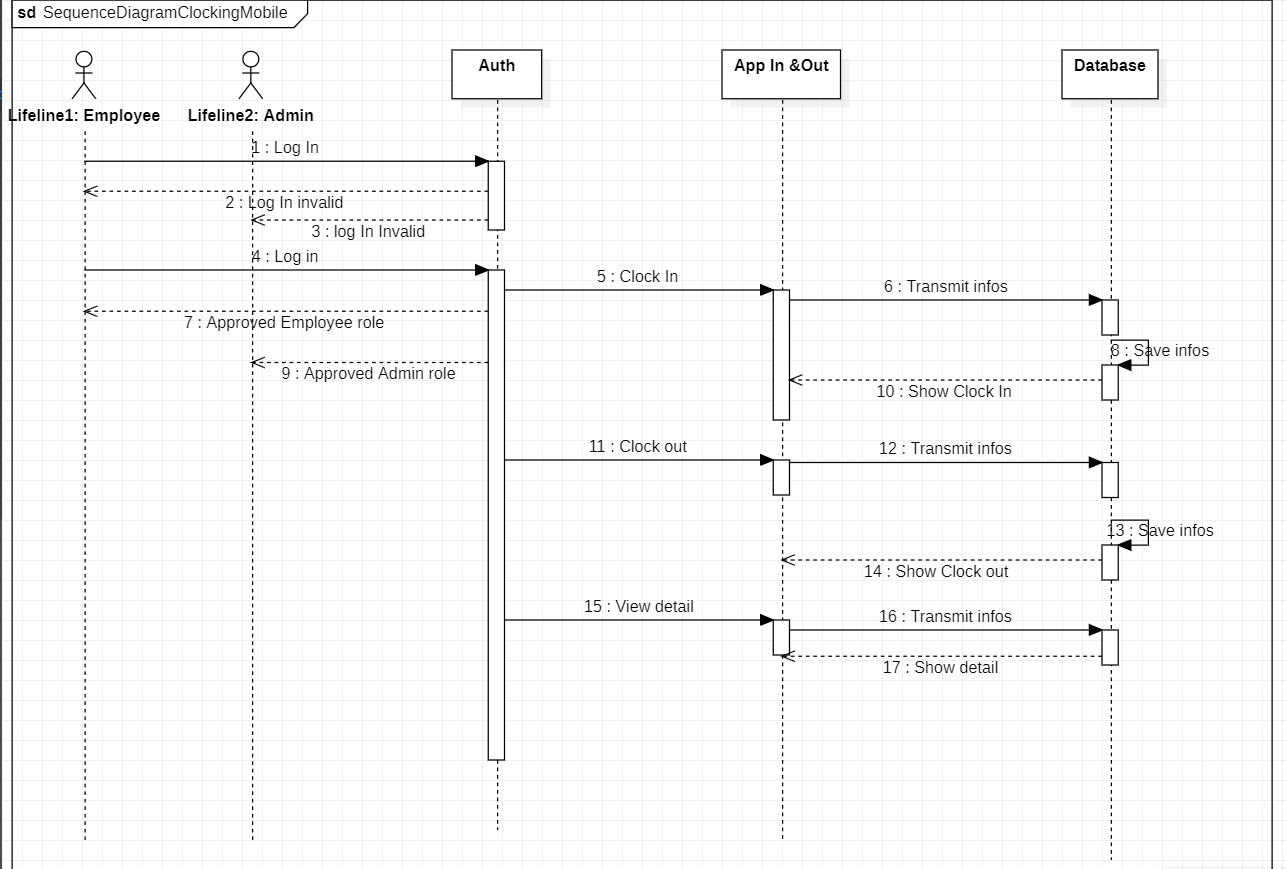 sd SequenceDiagramClockingMobile
Auth
App In &Out
Database
Lifeline1: Employee
Lifeline2: Admin
1 : Log In
2 : Log In invalid
3 : log In Invalid
4 : Log in
5 : Clock In
6 : Transmit infos
7 : Approved Employee role
8 : Save infos
9 : Approved Admin role
10 : Show Clock In
11 : Clock out
12 : Transmit infos
13 : Save infos
14 : Show Clock out
15 : View detail
16 : Transmit infos
17 : Show detail